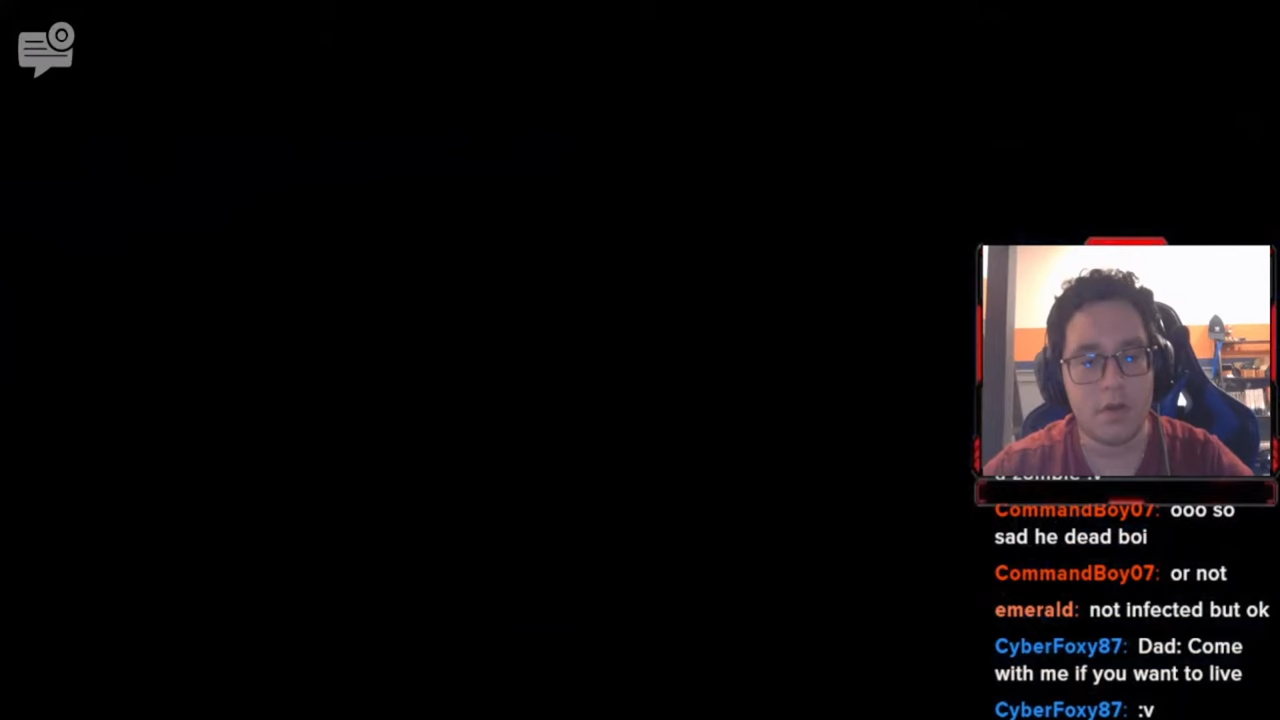 zombie :v
CommandBoy07: ooo so
sad he dead boi
CommandBoy07: or not
emerald: not infected but ok
CyberFoxy87: Dad: Come
with me if you want to live
CyberFoxy87: :v